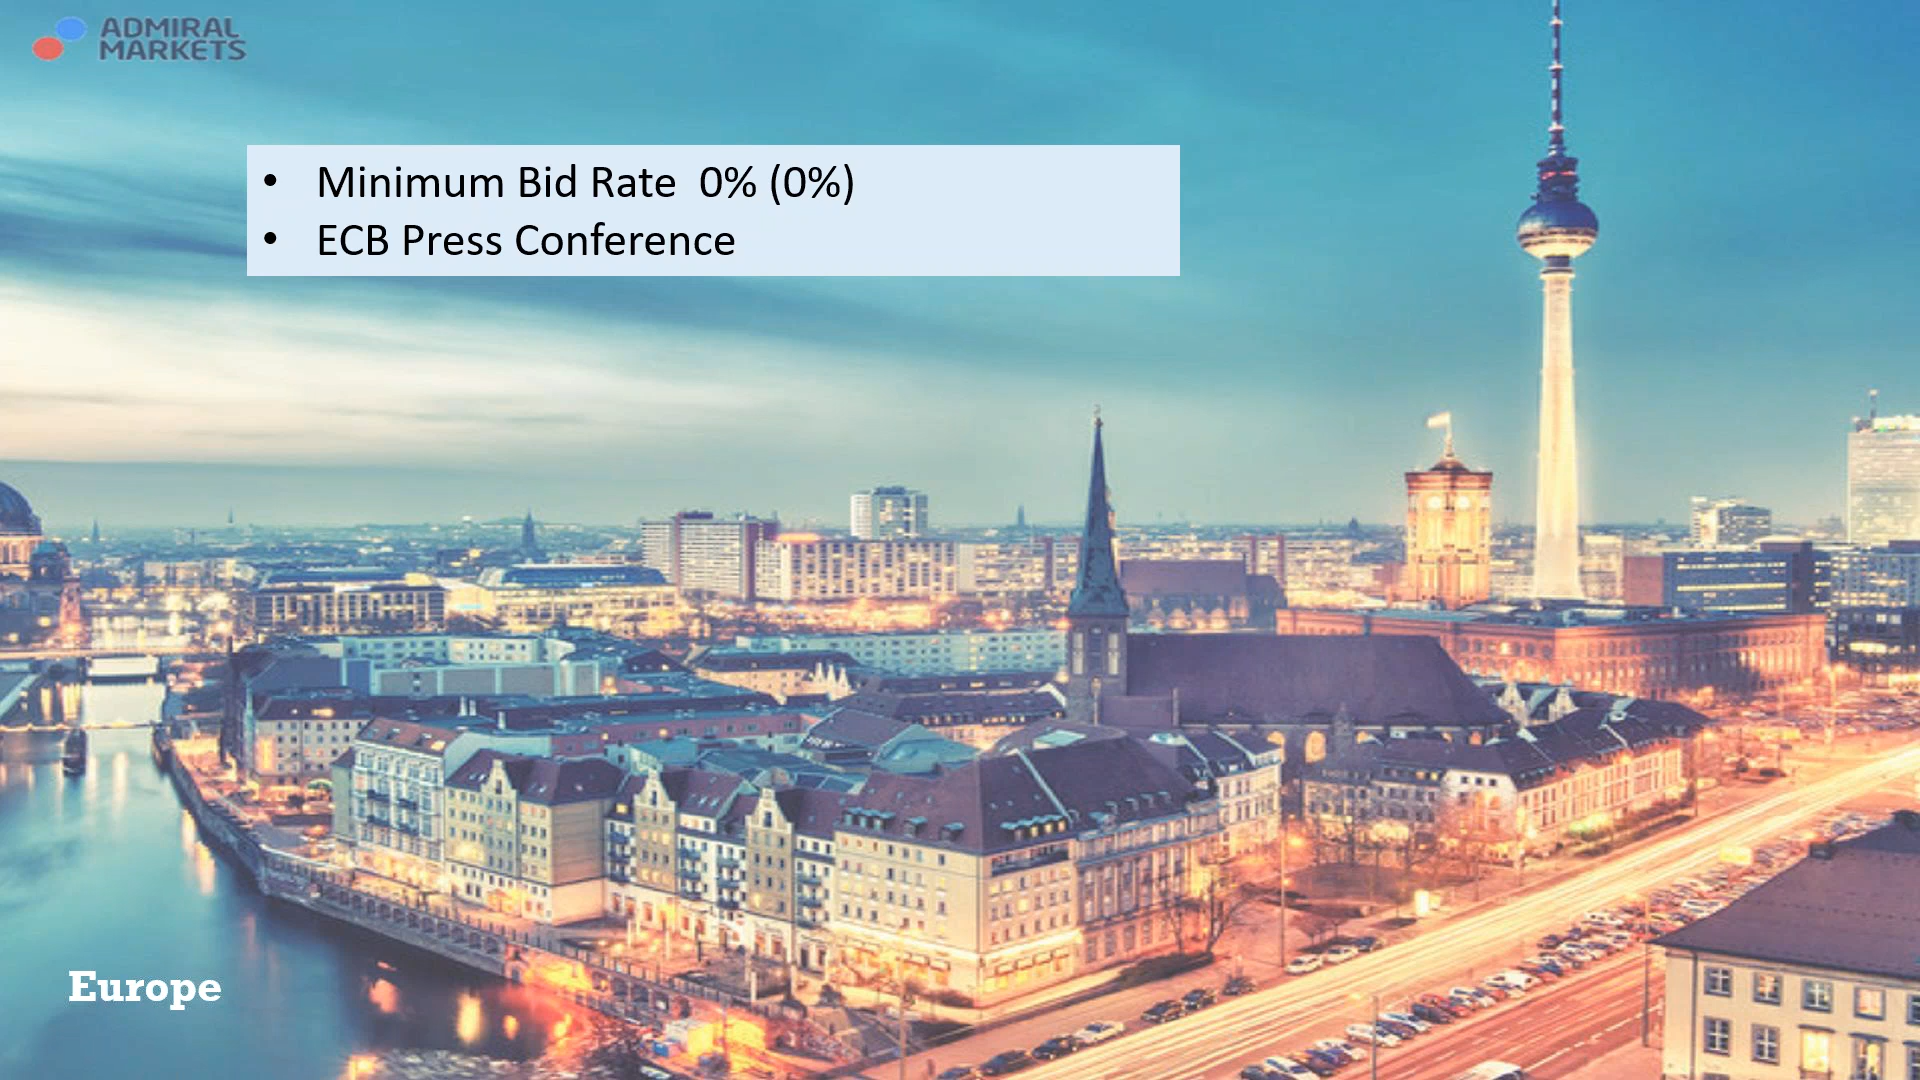 ADMIRAL
MARKETS
• Minimum Bid Rate  0% (0%)
• ECB Press Conference
Europe